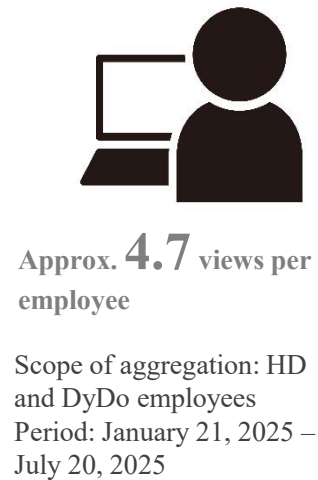 Approx. 4.7 views per
employee
Scope of aggregation: HD
and DyDo employees
Period: January 21, 2025 –
July 20, 2025